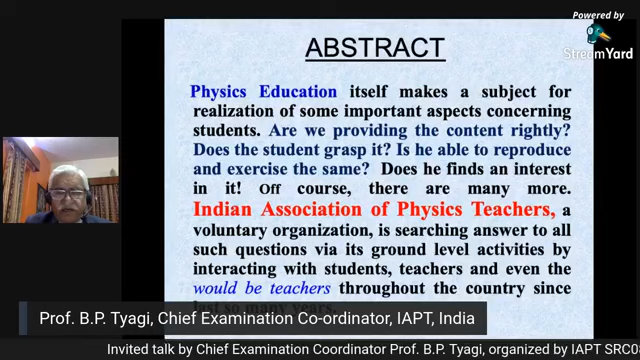 Powered by
StreamYard
ABSTRACT
Physics Education itself makes a subject for
realization of some important aspects concerning
students. Are we providing the content rightly?
Does the student grasp it? Is he able to reproduce
and exercise the same? Does he finds an interest
in it! Off course, there are many more.
Indian Association of Physics Teachers, a
voluntary organization, is searching answer to all
such questions via its ground level activities by
interacting with students, teachers and even the
would be teachers throughout the country since
last so many years.
Prof. B.P. Tyagi, Chief Examination Co-ordinator, IAPT, India
Invited talk by Chief Examination Coordinator Prof. B.P. Tyagi, organized by IAPT SRC0